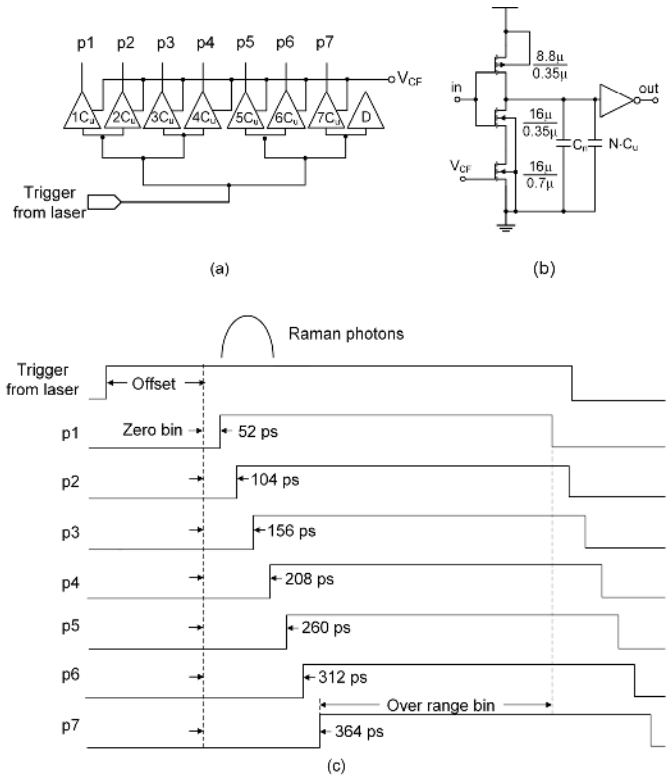 p1 p2 p3 p4 p5 p6 p7
V_CF
1C_u 2C_u 3C_u 4C_u 5C_u 6C_u 7C_u D
Trigger
from laser
(a)
8.8μ
0.35μ
in
out
16μ
0.35μ
C_n
N·C_u
V_CF
16μ
0.7μ
(b)
Raman photons
Trigger
from laser
Offset
p1
Zero bin
52 ps
p2
104 ps
p3
156 ps
p4
208 ps
p5
260 ps
p6
312 ps
Over range bin
p7
364 ps
(c)